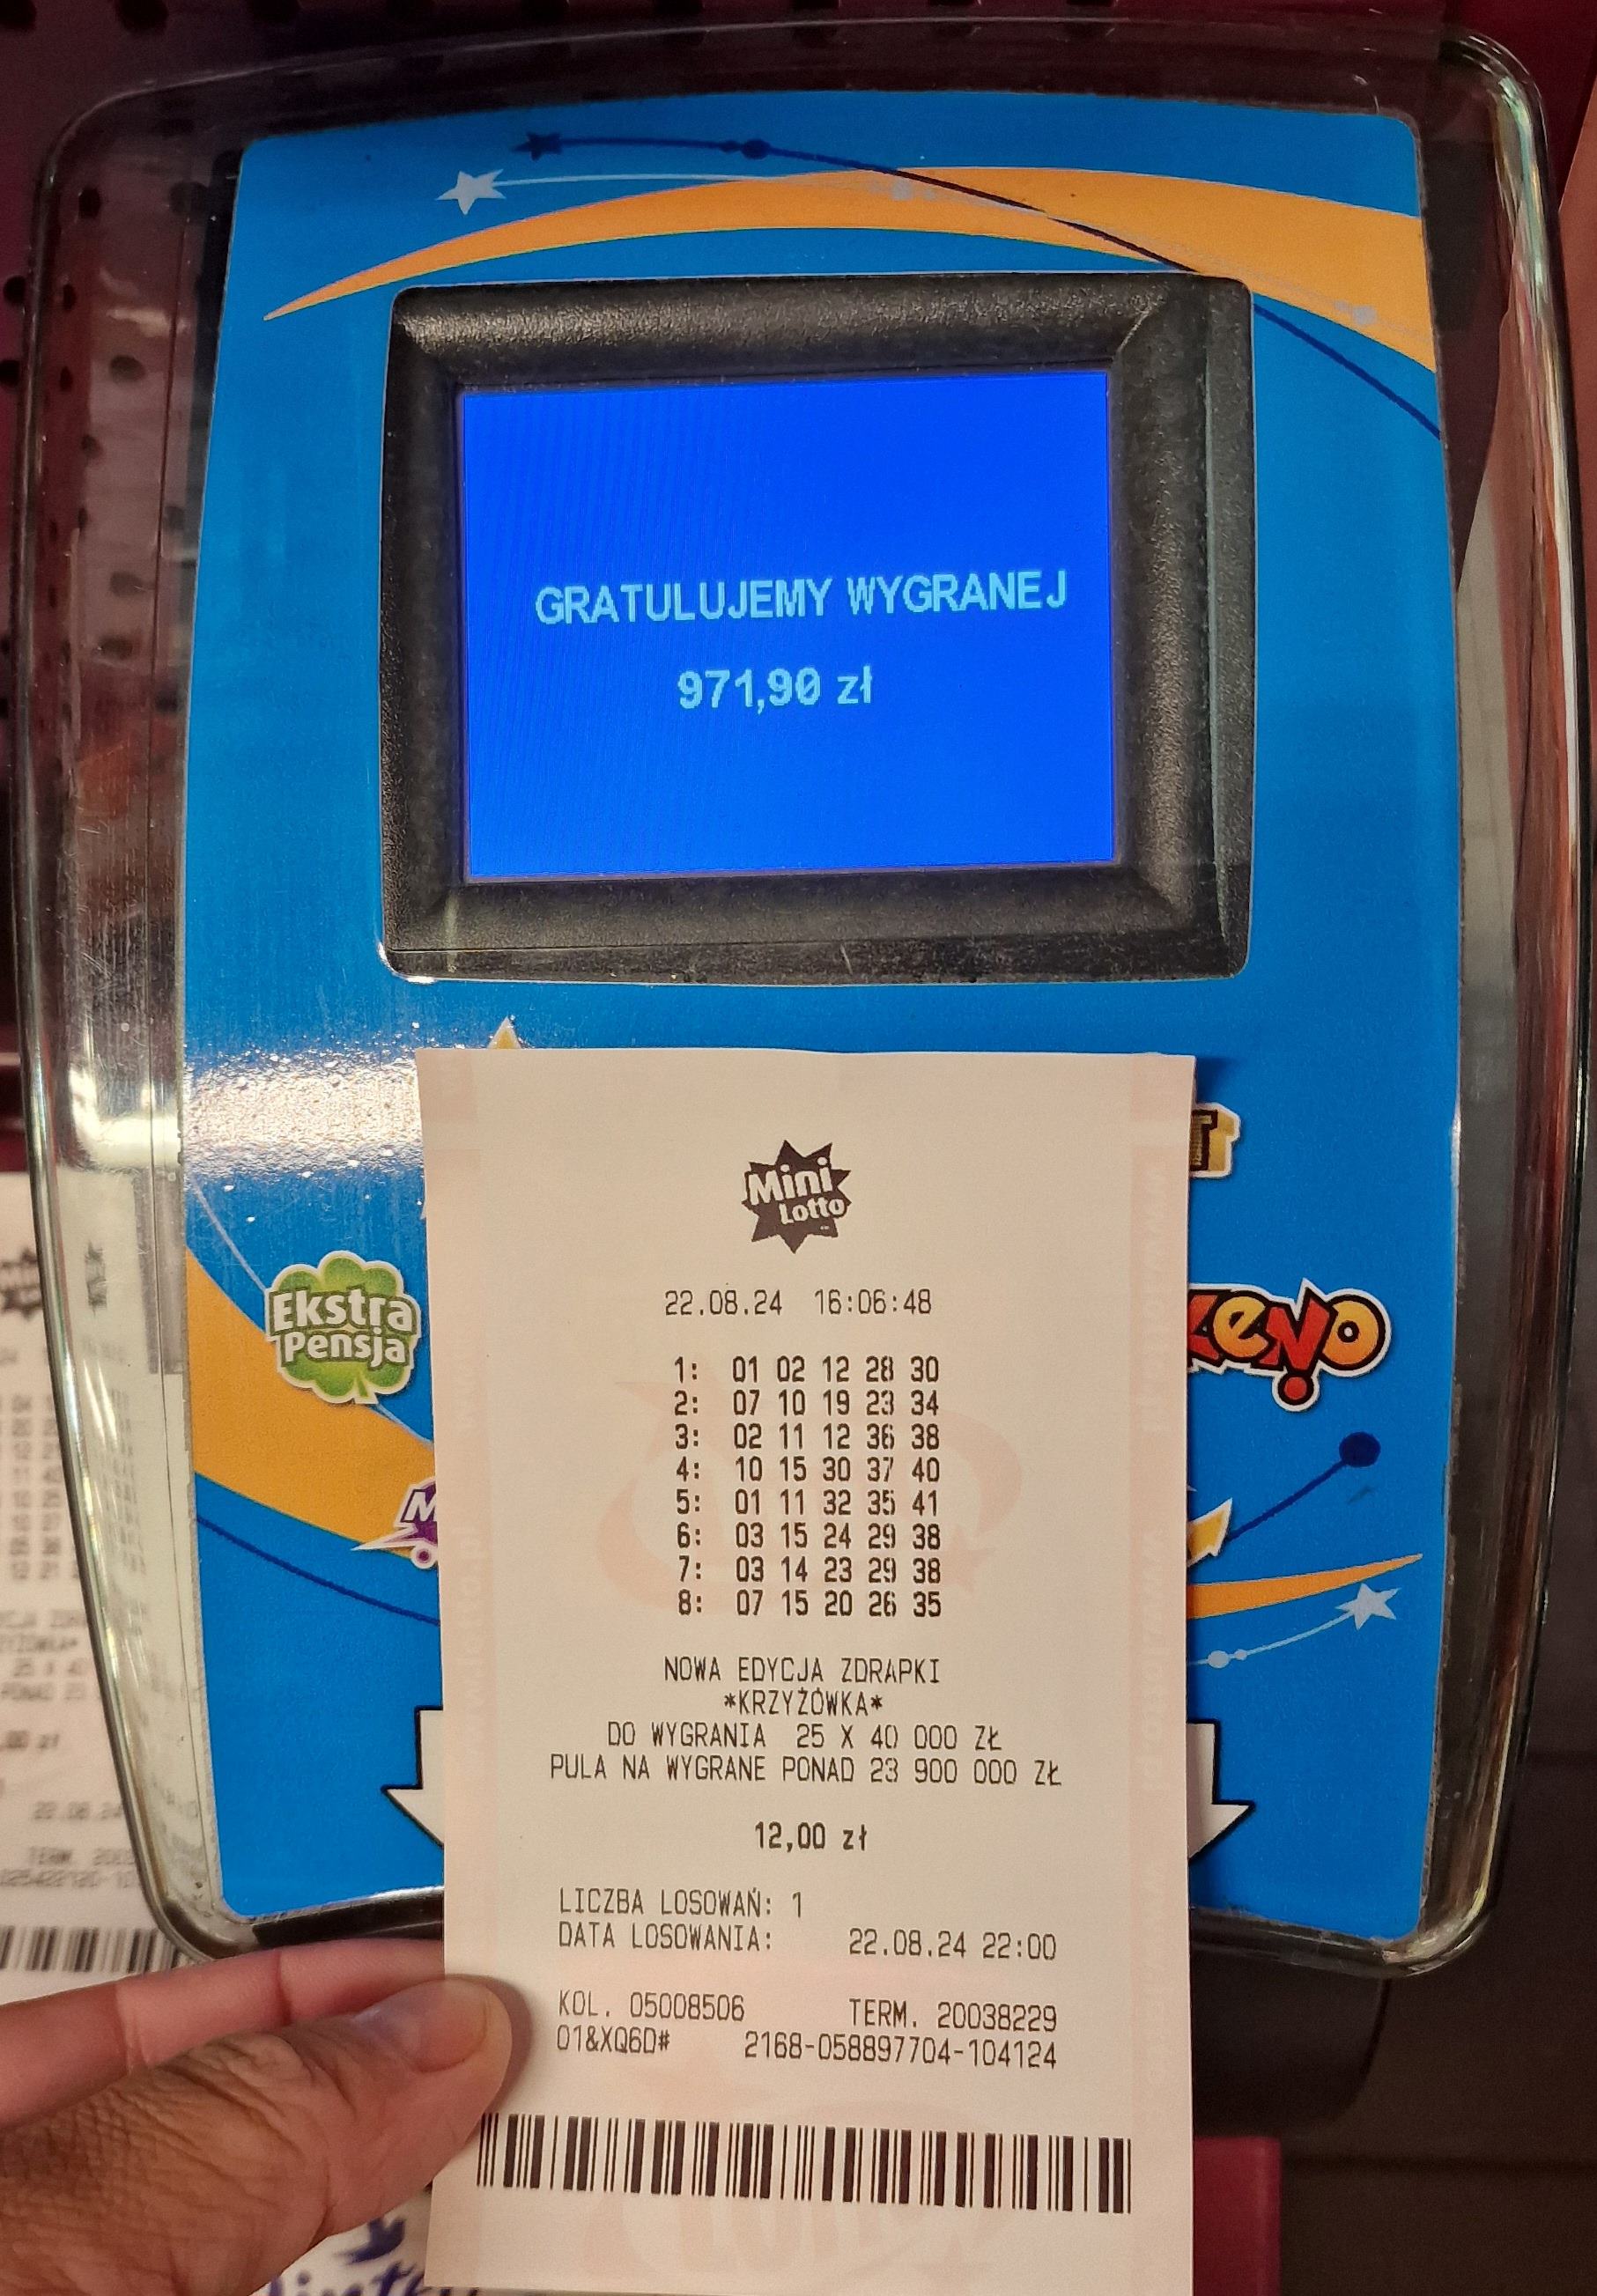 GRATULUJEMY WYGRANEJ
971,90 zł
Mini
Lotto
Ekstra
Pensja
KENO
22.08.24 16:06:48
1: 01 02 12 28 30
2: 07 10 19 23 34
3: 02 11 12 36 38
4: 10 15 30 37 40
5: 01 11 32 35 41
6: 03 15 24 29 38
7: 03 14 23 29 38
8: 07 15 20 26 35
NOWA EDYCJA ZDRAPKI
*KRZYŻÓWKA*
DO WYGRANIA 25 X 40 000 ZŁ
PULA NA WYGRANE PONAD 23 900 000 ZŁ
12,00 zł
LICZBA LOSOWAŃ: 1
DATA LOSOWANIA: 22.08.24 22:00
KOL. 05008506 TERM. 20038229
01&XQ6D# 2168-058897704-104124